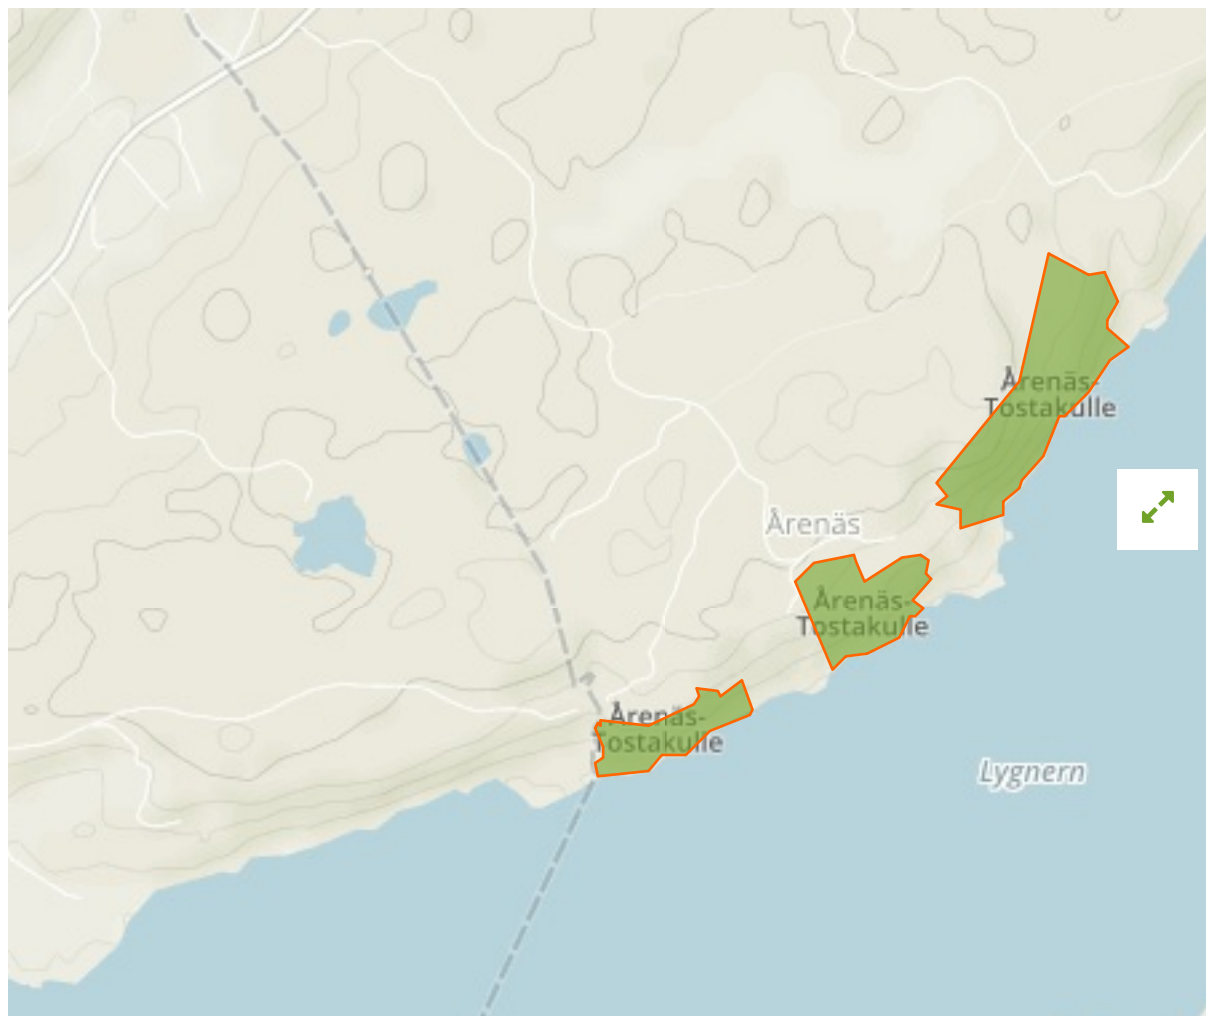 Årenäs-
Tostakulle
Årenäs
Årenäs-
Tostakulle
Årenäs-
Tostakulle
Lygnern